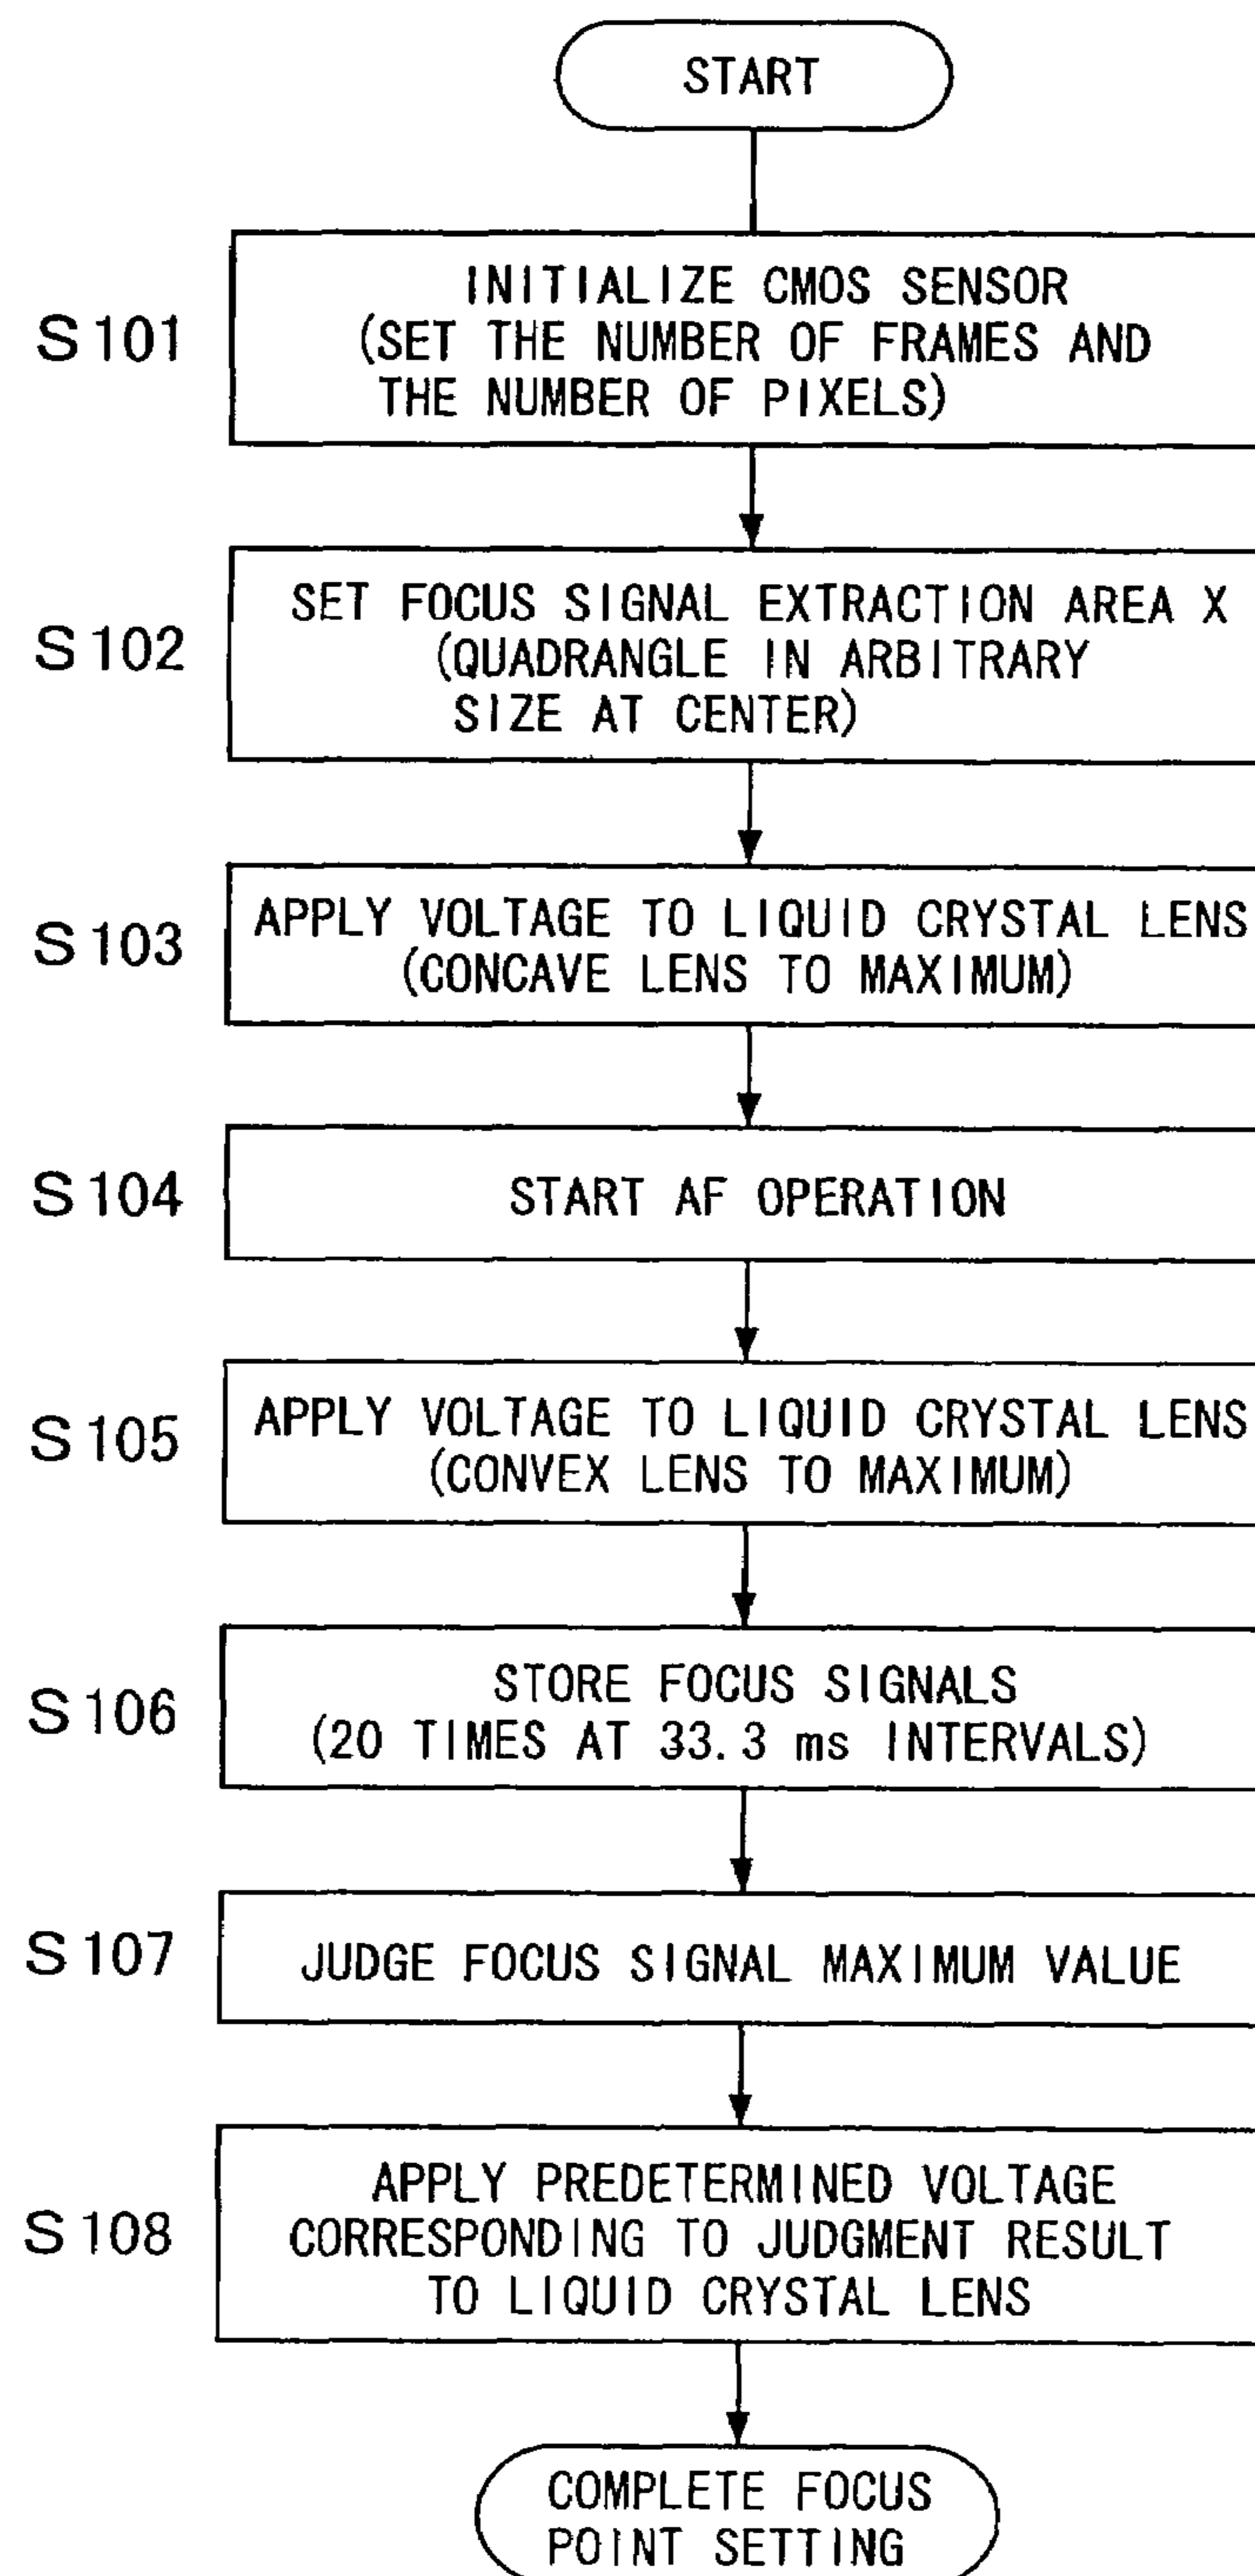 START
S101
INITIALIZE CMOS SENSOR
(SET THE NUMBER OF FRAMES AND
THE NUMBER OF PIXELS)
S102
SET FOCUS SIGNAL EXTRACTION AREA X
(QUADRANGLE IN ARBITRARY
SIZE AT CENTER)
S103
APPLY VOLTAGE TO LIQUID CRYSTAL LENS
(CONCAVE LENS TO MAXIMUM)
S104
START AF OPERATION
S105
APPLY VOLTAGE TO LIQUID CRYSTAL LENS
(CONVEX LENS TO MAXIMUM)
S106
STORE FOCUS SIGNALS
(20 TIMES AT 33.3 ms INTERVALS)
S107
JUDGE FOCUS SIGNAL MAXIMUM VALUE
S108
APPLY PREDETERMINED VOLTAGE
CORRESPONDING TO JUDGMENT RESULT
TO LIQUID CRYSTAL LENS
COMPLETE FOCUS
POINT SETTING